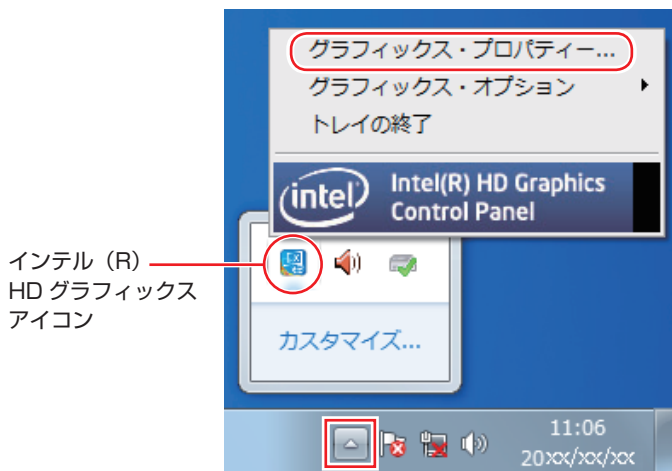 グラフィックス・プロパティー...
グラフィックス・オプション
トレイの終了
intel
Intel(R) HD Graphics
Control Panel
インテル（R）
HD グラフィックス
アイコン
カスタマイズ...
11:06
20xx/xx/xx